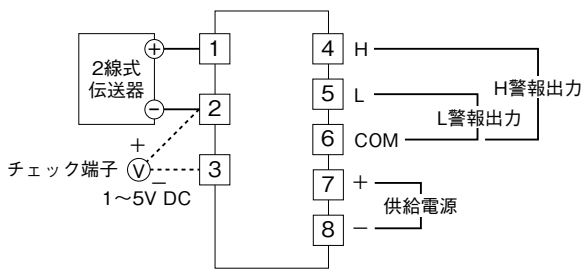 2線式
伝送器
+
−
1
2
3
チェック端子
+
V
−
1〜5V DC
4 H
5 L
6 COM
7 +
8 −
H警報出力
L警報出力
供給電源